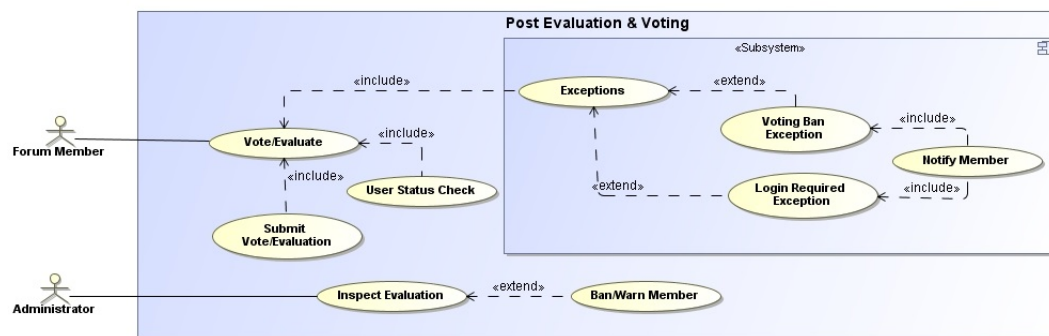 Post Evaluation & Voting
«Subsystem»
«include»
«extend»
Exceptions
Voting Ban
Exception
«include»
Notify Member
Forum Member
Vote/Evaluate
«include»
«include»
User Status Check
«extend»
Login Required
Exception
«include»
Submit
Vote/Evaluation
Administrator
Inspect Evaluation
«extend»
Ban/Warn Member